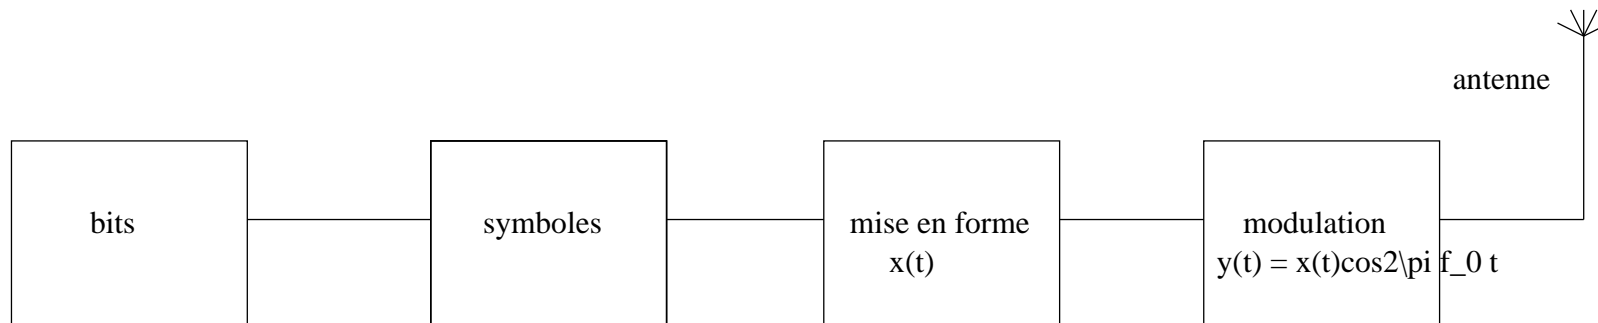 antenne
bits
symboles
mise en forme
x(t)
modulation
y(t) = x(t)cos2\pi f_0 t